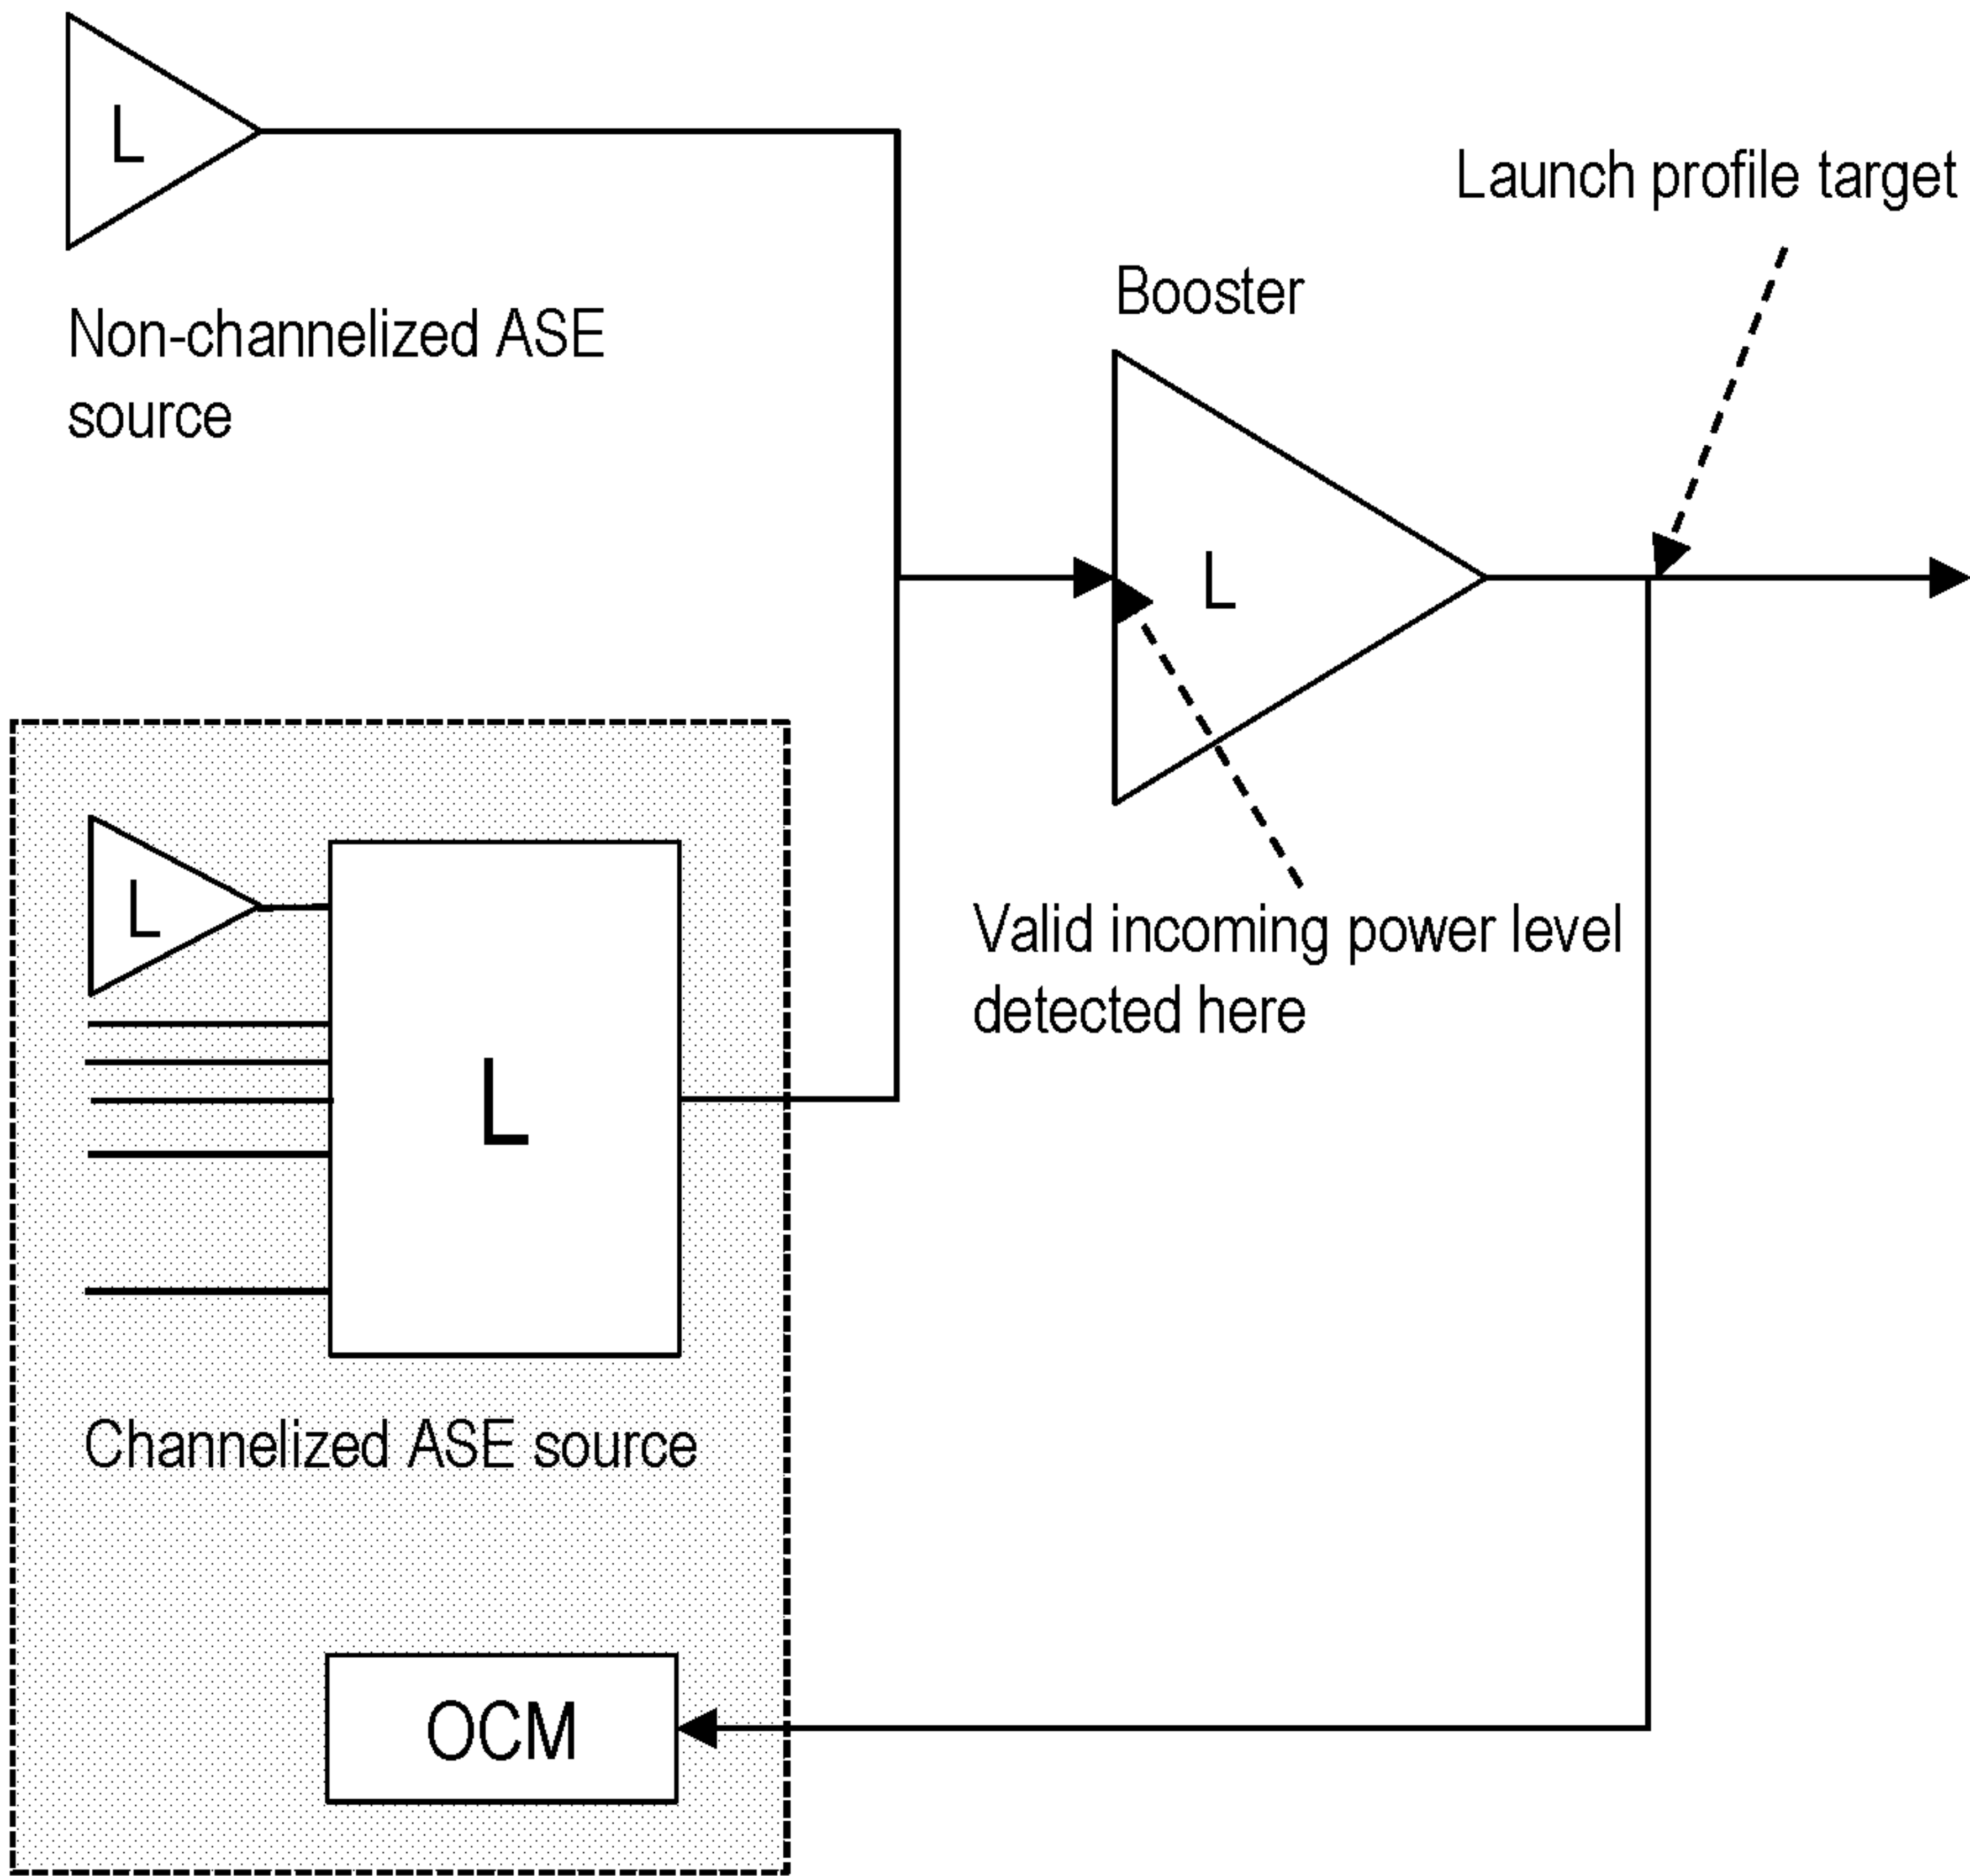 L
Non-channelized ASE
source
Launch profile target
Booster
L
Valid incoming power level
detected here
L
L
Channelized ASE source
OCM